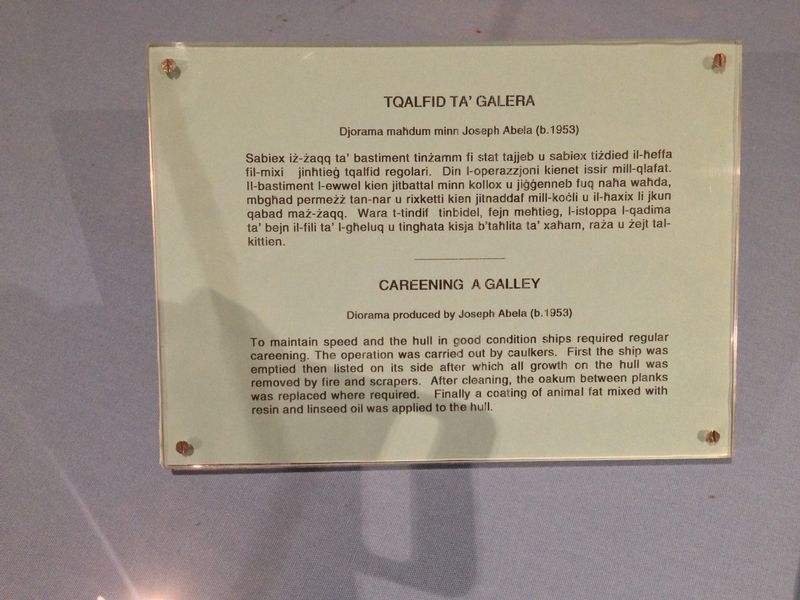 TQALFID TA' GALERA
Djorama maħdum minn Joseph Abela (b.1953)
Sabiex iż-żaqq ta' bastiment tinżamm fi stat tajjeb u sabiex tiżdied il-ħeffa
fil-mixi jinħtieġ tqalfid regolari. Din l-operazzjoni kienet issir mill-qlafat.
Il-bastiment l-ewwel kien jitbattal minn kollox u jiġġenneb fuq naħa waħda,
mbgħad permeżż tan-nar u rixketti kien jitnaddaf mill-koċli u il-ħaxix li jkun
qabad maż-żaqq. Wara t-tindif tinbidel, fejn meħtieg, l-istoppa l-qadima
ta' bejn il-fili ta' l-għeluq u tingħata kisja b'taħlita ta' xaħam, raża u żejt tal-
kittien.
CAREENING A GALLEY
Diorama produced by Joseph Abela (b.1953)
To maintain speed and the hull in good condition ships required regular
careening. The operation was carried out by caulkers. First the ship was
emptied then listed on its side after which all growth on the hull was
removed by fire and scrapers. After cleaning, the oakum between planks
was replaced where required. Finally a coating of animal fat mixed with
resin and linseed oil was applied to the hull.